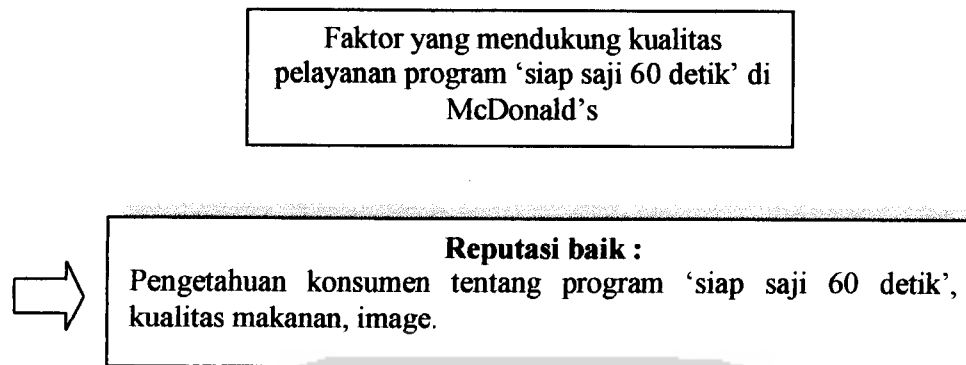 Faktor yang mendukung kualitas
pelayanan program ‘siap saji 60 detik’ di
McDonald’s
Reputasi baik :
Pengetahuan konsumen tentang program ‘siap saji 60 detik’,
kualitas makanan, image.